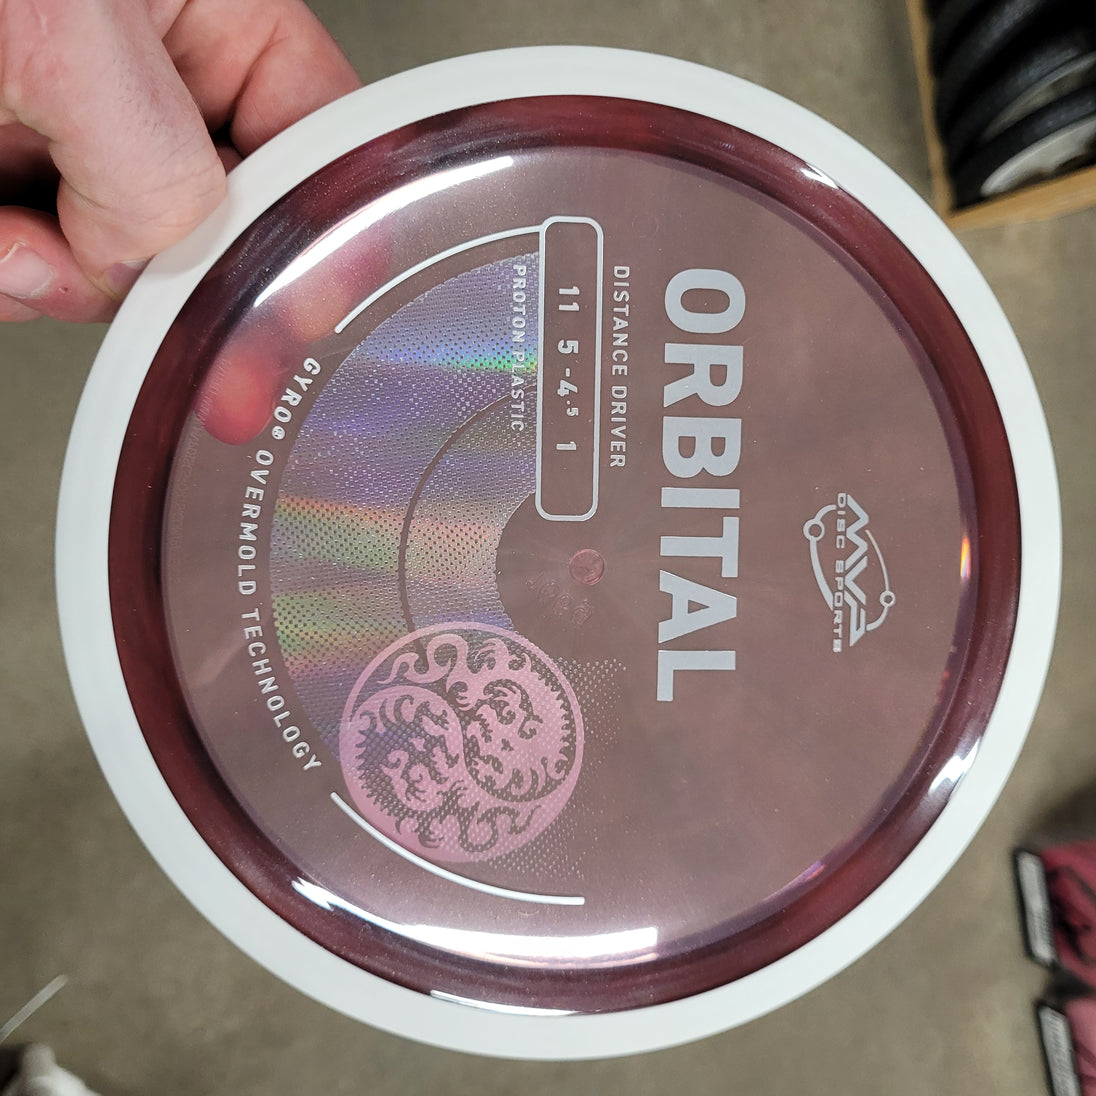 MVP
DISC SPORTS
ORBITAL
DISTANCE DRIVER
11 5 -4.5 1
PROTON PLASTIC
GYRO® OVERMOLD TECHNOLOGY